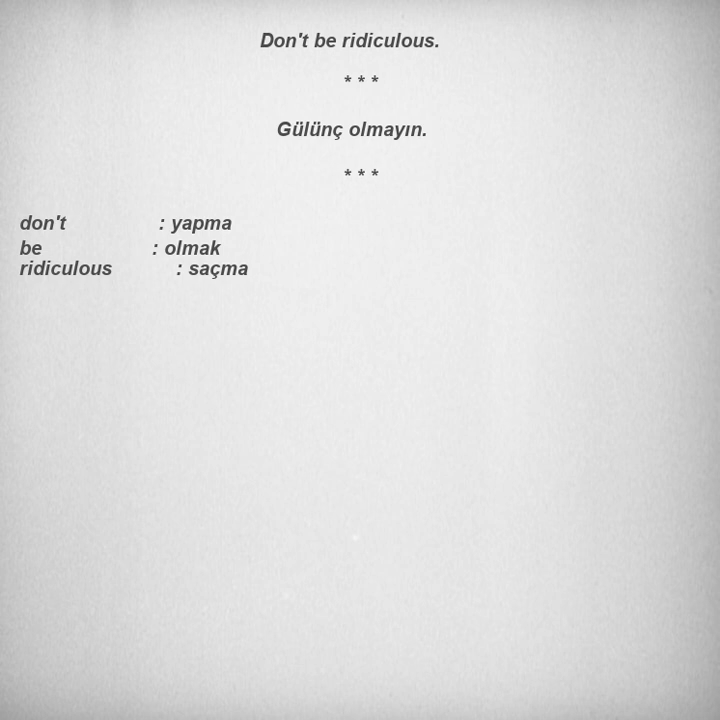 Don't be ridiculous.
* * *
Gülünç olmayın.
* * *
don't : yapma
be : olmak
ridiculous : saçma